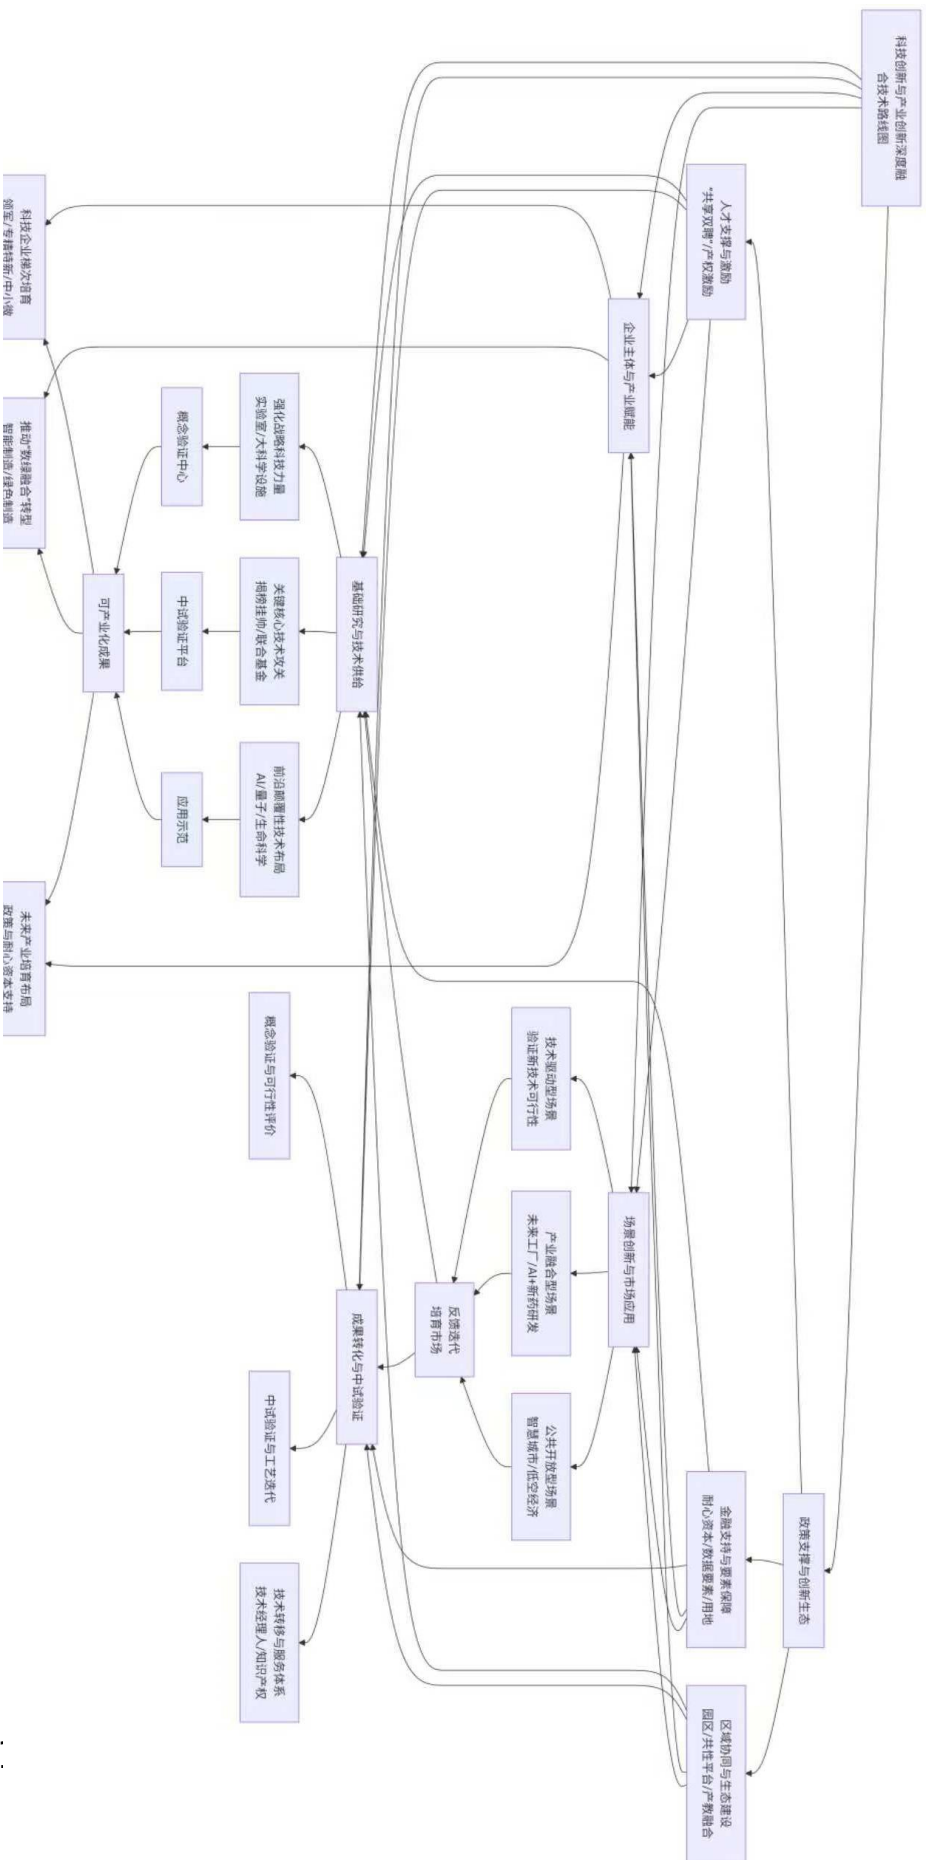 科技创新与产业创新深度融
合技术路线图
政策支撑与创新生态
人才支撑与激励
"共享双聘"/产权激励
金融支持与要素保障
耐心资本/数据要素/用地
区域协同与生态建设
园区/共性平台/产教融合
企业主体与产业赋能
场景创新与市场应用
技术驱动型场景
验证新技术可行性
产业融合型场景
未来工厂/AI+新药研发
公共开放型场景
智慧城市/低空经济
反馈迭代
培育市场
基础研究与技术供给
成果转化与中试验证
强化战略科技力量
实验室/大科学设施
关键核心技术攻关
揭榜挂帅/联合基金
前沿颠覆性技术布局
AI/量子/生命科学
概念验证与可行性评价
中试验证与工艺迭代
技术转移与服务体系
技术经理人/知识产权
概念验证中心
中试验证平台
应用示范
可产业化成果
科技企业梯次培育
领军/专精特新/中小微
推动"数绿融合"转型
智能制造/绿色制造
未来产业培育布局
政策与耐心资本支持